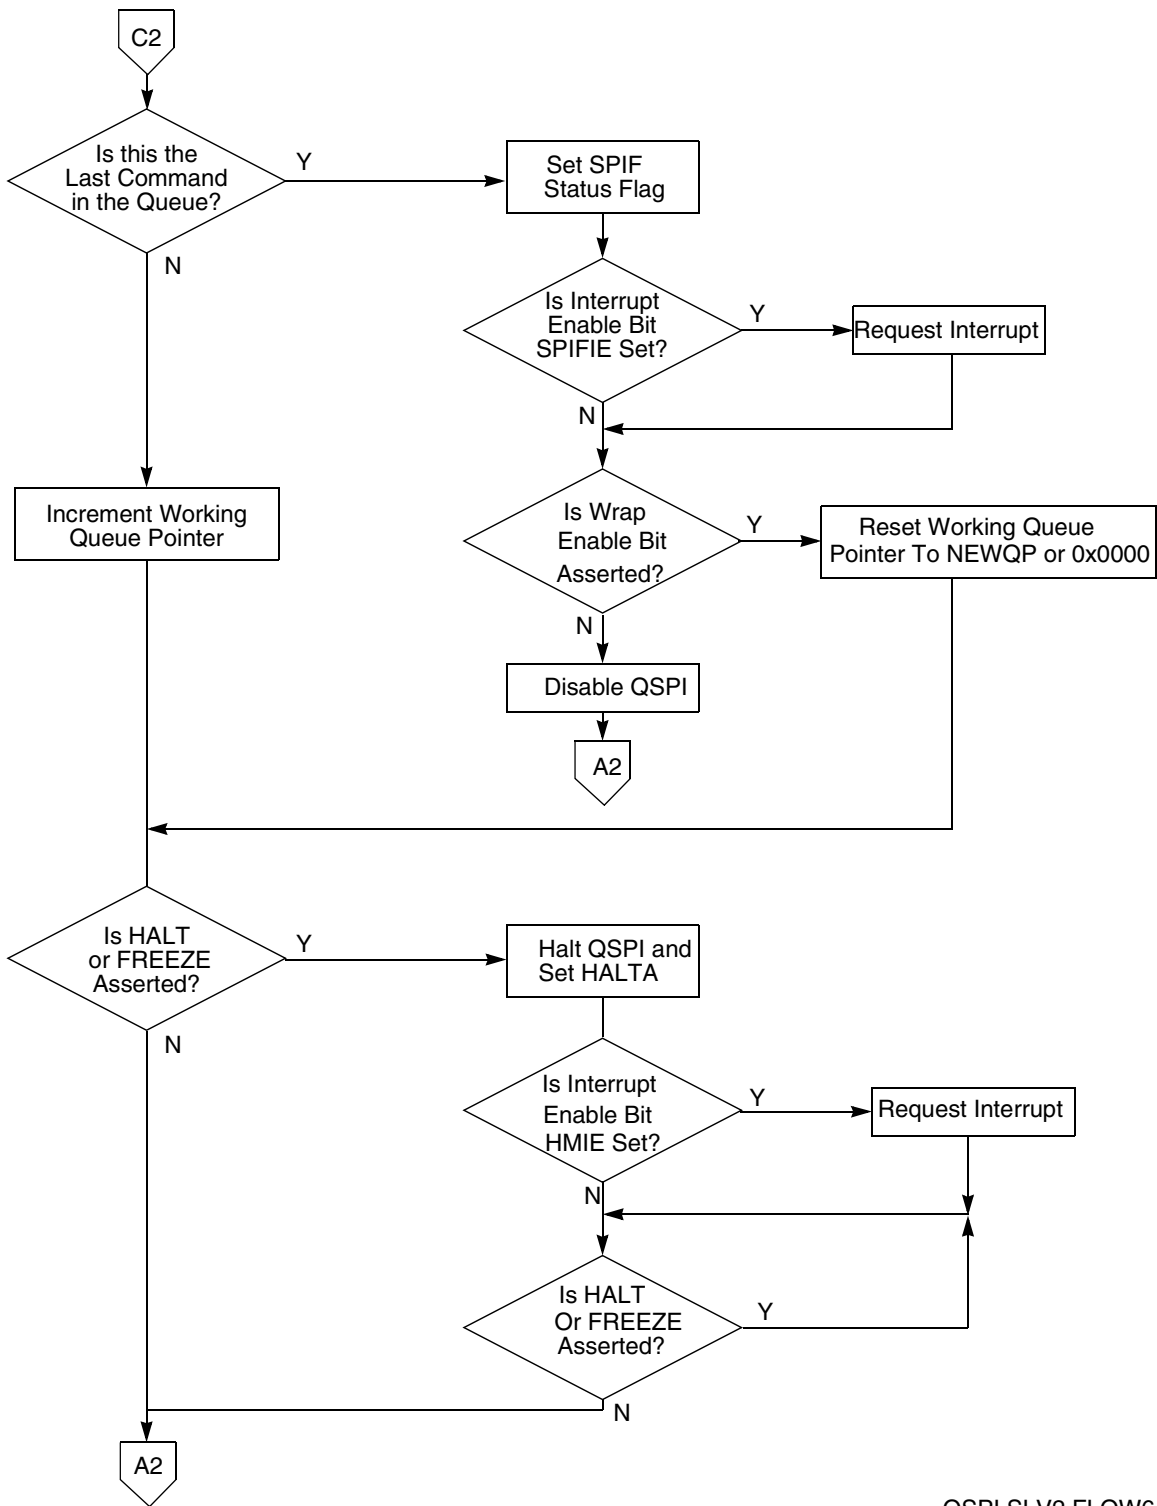 C2
Is this the
Last Command
in the Queue?
Y
N
Set SPIF
Status Flag
Is Interrupt
Enable Bit
SPIFIE Set?
Y
Request Interrupt
N
Increment Working
Queue Pointer
Is Wrap
Enable Bit
Asserted?
Y
Reset Working Queue
Pointer To NEWQP or 0x0000
N
Disable QSPI
A2
Is HALT
or FREEZE
Asserted?
Y
N
Halt QSPI and
Set HALTA
Is Interrupt
Enable Bit
HMIE Set?
Y
Request Interrupt
N
Is HALT
Or FREEZE
Asserted?
Y
N
A2